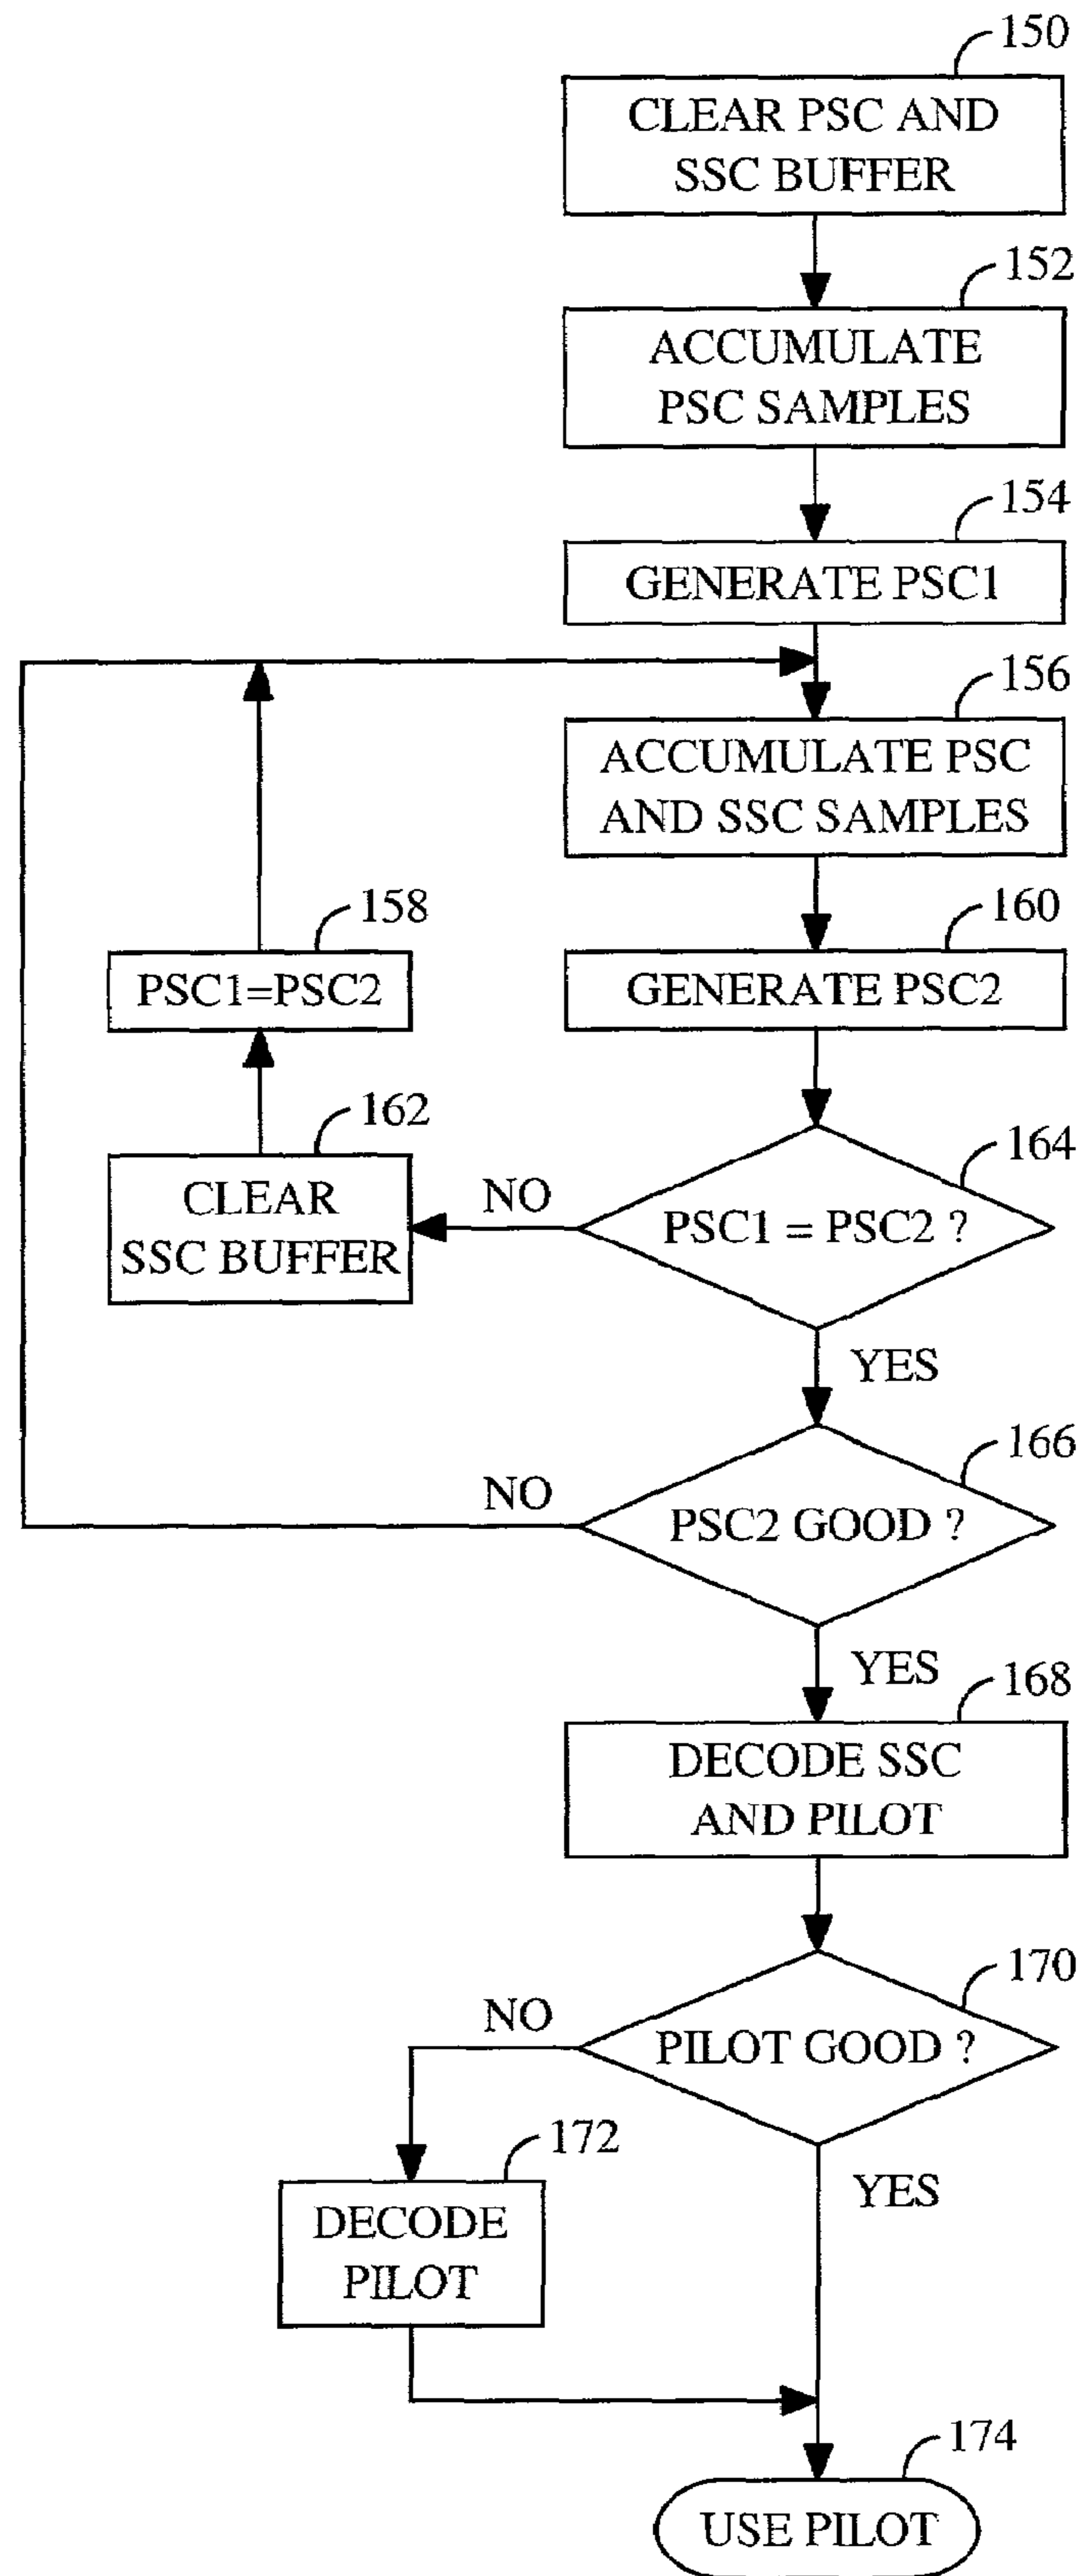 150
CLEAR PSC AND
SSC BUFFER
152
ACCUMULATE
PSC SAMPLES
154
GENERATE PSC1
156
ACCUMULATE PSC
AND SSC SAMPLES
158
PSC1=PSC2
160
GENERATE PSC2
162
CLEAR
SSC BUFFER
NO
164
PSC1 = PSC2 ?
YES
166
NO
PSC2 GOOD ?
YES
168
DECODE SSC
AND PILOT
170
NO
PILOT GOOD ?
172
DECODE
PILOT
YES
174
USE PILOT